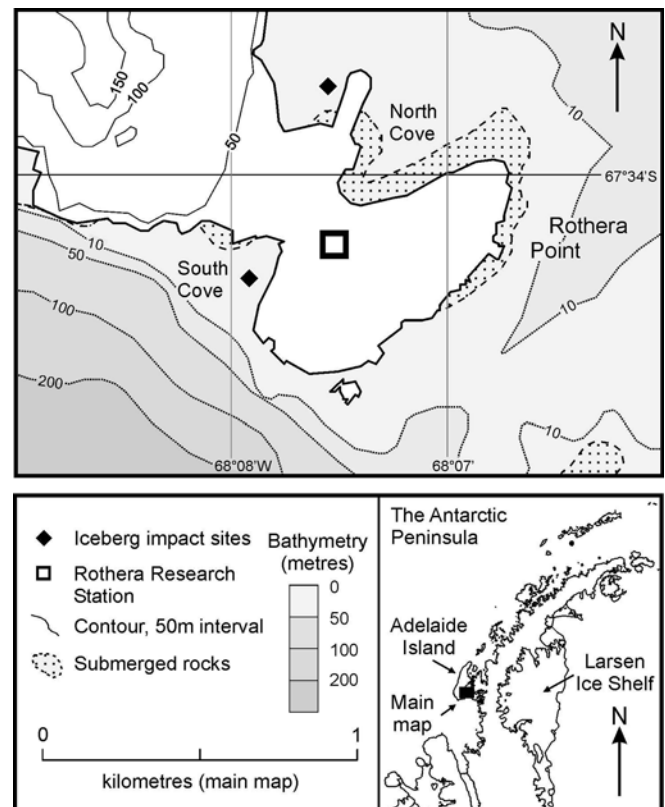 N
150
100
50
North
Cove
10
67°34'S
Rothera
Point
10
50
South
Cove
100
200
10
10
10
68°08'W
68°07'
Iceberg impact sites
Rothera Research
Station
Contour, 50m interval
Submerged rocks
0
1
kilometres (main map)
Bathymetry
(metres)
0
50
100
200
The Antarctic
Peninsula
Adelaide
Island
Main
map
Larsen
Ice Shelf
N